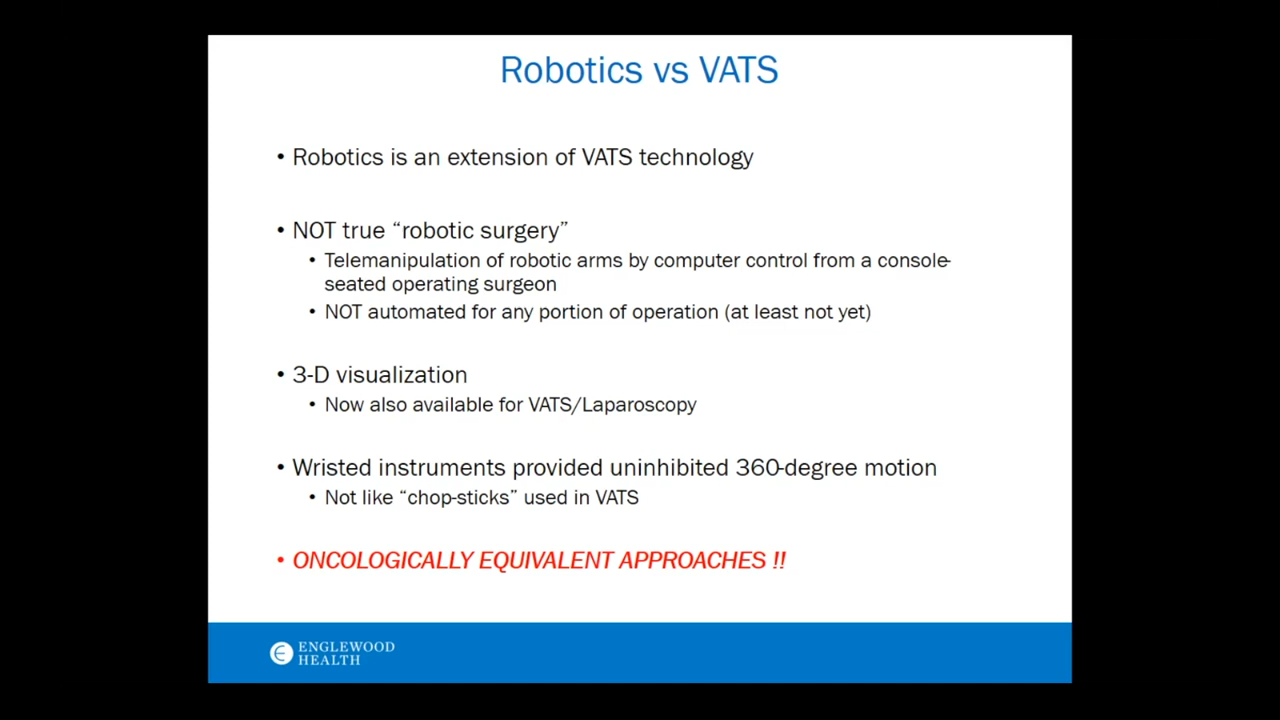 Robotics vs VATS
• Robotics is an extension of VATS technology
• NOT true “robotic surgery”
• Telemanipulation of robotic arms by computer control from a console-
seated operating surgeon
• NOT automated for any portion of operation (at least not yet)
• 3-D visualization
• Now also available for VATS/Laparoscopy
• Wristed instruments provided uninhibited 360-degree motion
• Not like “chop-sticks” used in VATS
• ONCOLOGICALLY EQUIVALENT APPROACHES !!
ENGLEWOOD
HEALTH